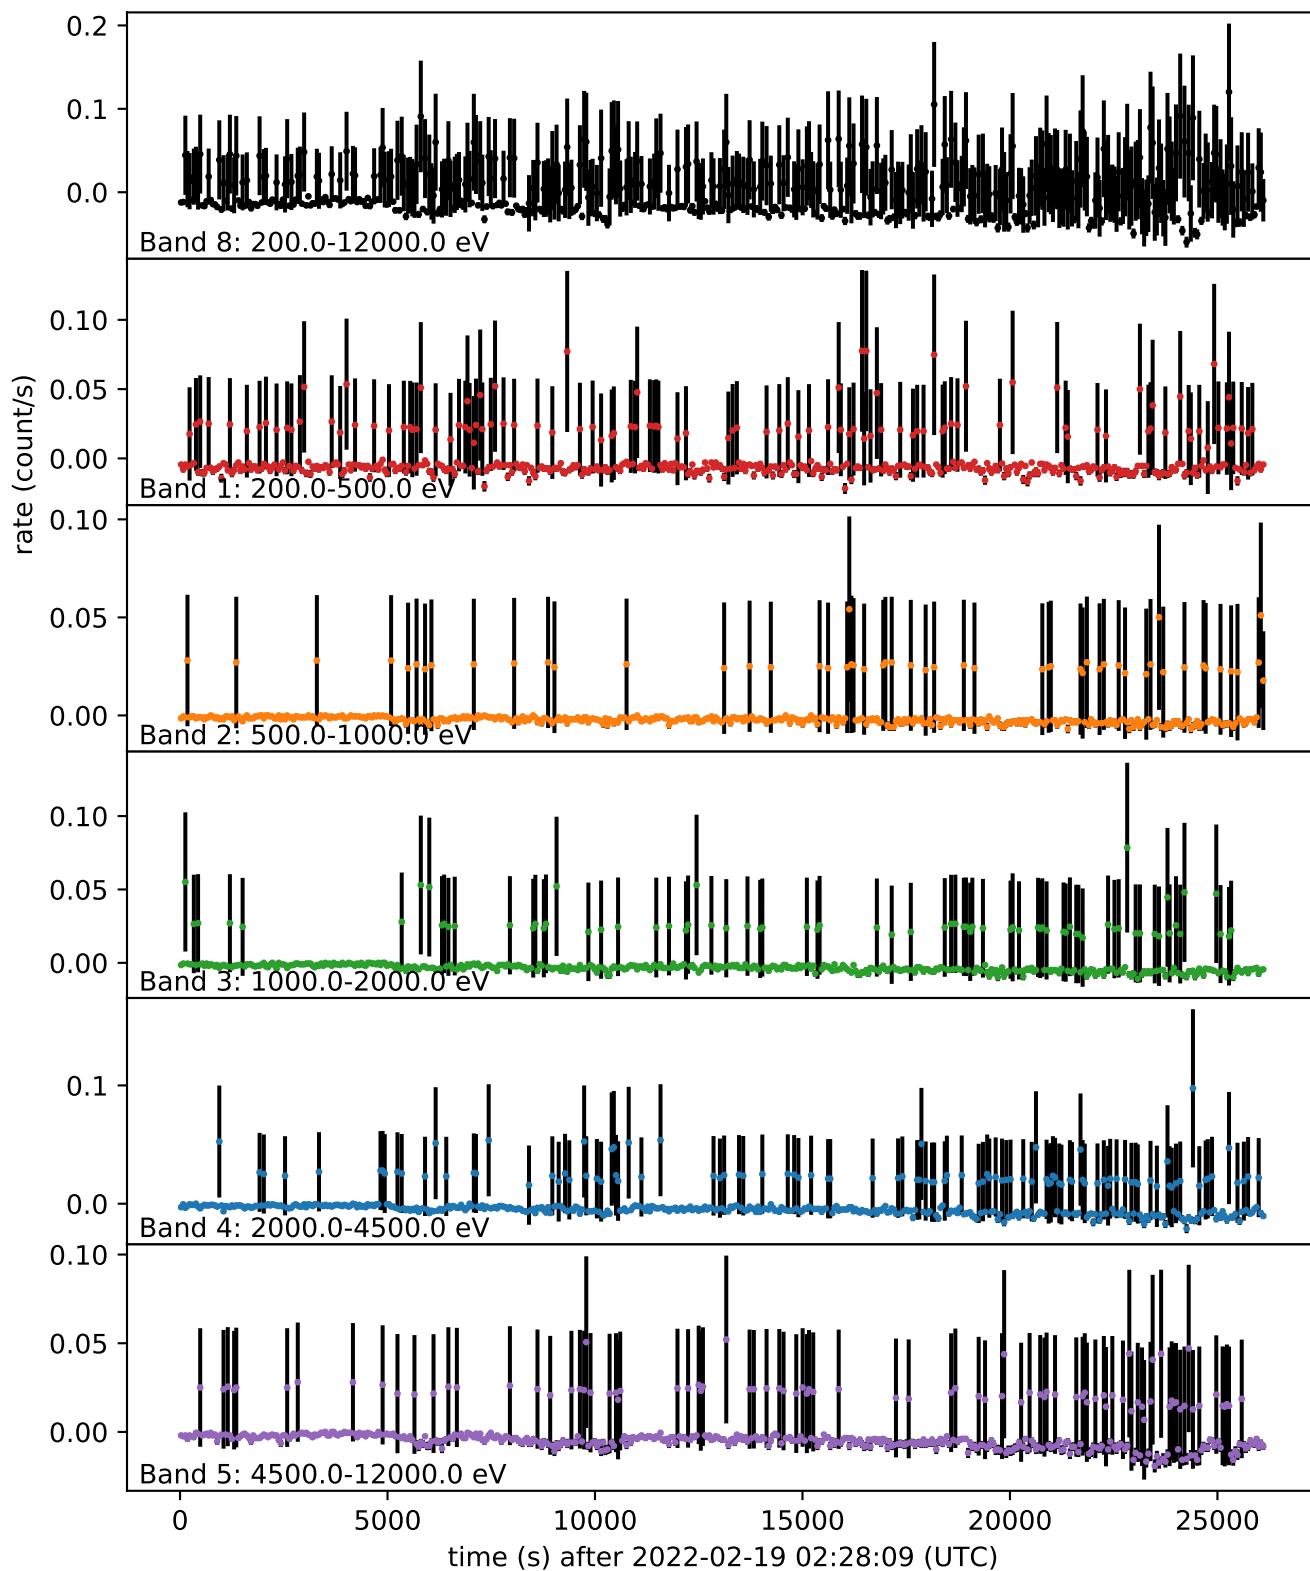 0.2
0.1
0.0
Band 8: 200.0-12000.0 eV
0.10
0.05
0.00
Band 1: 200.0-500.0 eV
rate (count/s)
0.10
0.05
0.00
Band 2: 500.0-1000.0 eV
0.10
0.05
0.00
Band 3: 1000.0-2000.0 eV
0.1
0.0
Band 4: 2000.0-4500.0 eV
0.10
0.05
0.00
Band 5: 4500.0-12000.0 eV
0 5000 10000 15000 20000 25000
time (s) after 2022-02-19 02:28:09 (UTC)